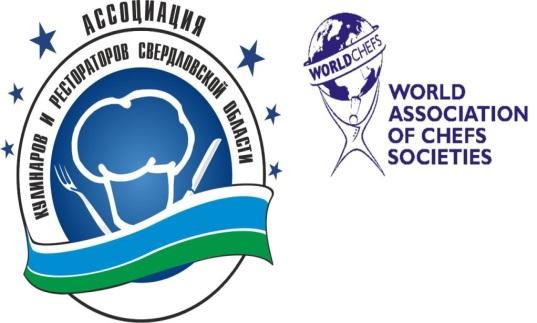 АССОЦИАЦИЯ
КУЛИНАРОВ И РЕСТОРАТОРОВ СВЕРДЛОВСКОЙ ОБЛАСТИ
WORLDCHEFS
WORLD
ASSOCIATION
OF CHEFS
SOCIETIES